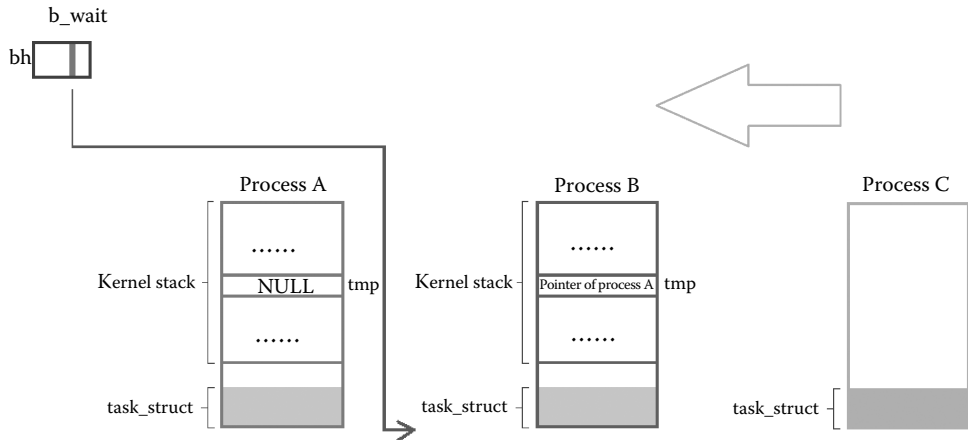 b_wait
bh
Process A
Process B
Process C
......
......
Kernel stack
NULL
tmp
Kernel stack
Pointer of process A
tmp
......
......
task_struct
task_struct
task_struct